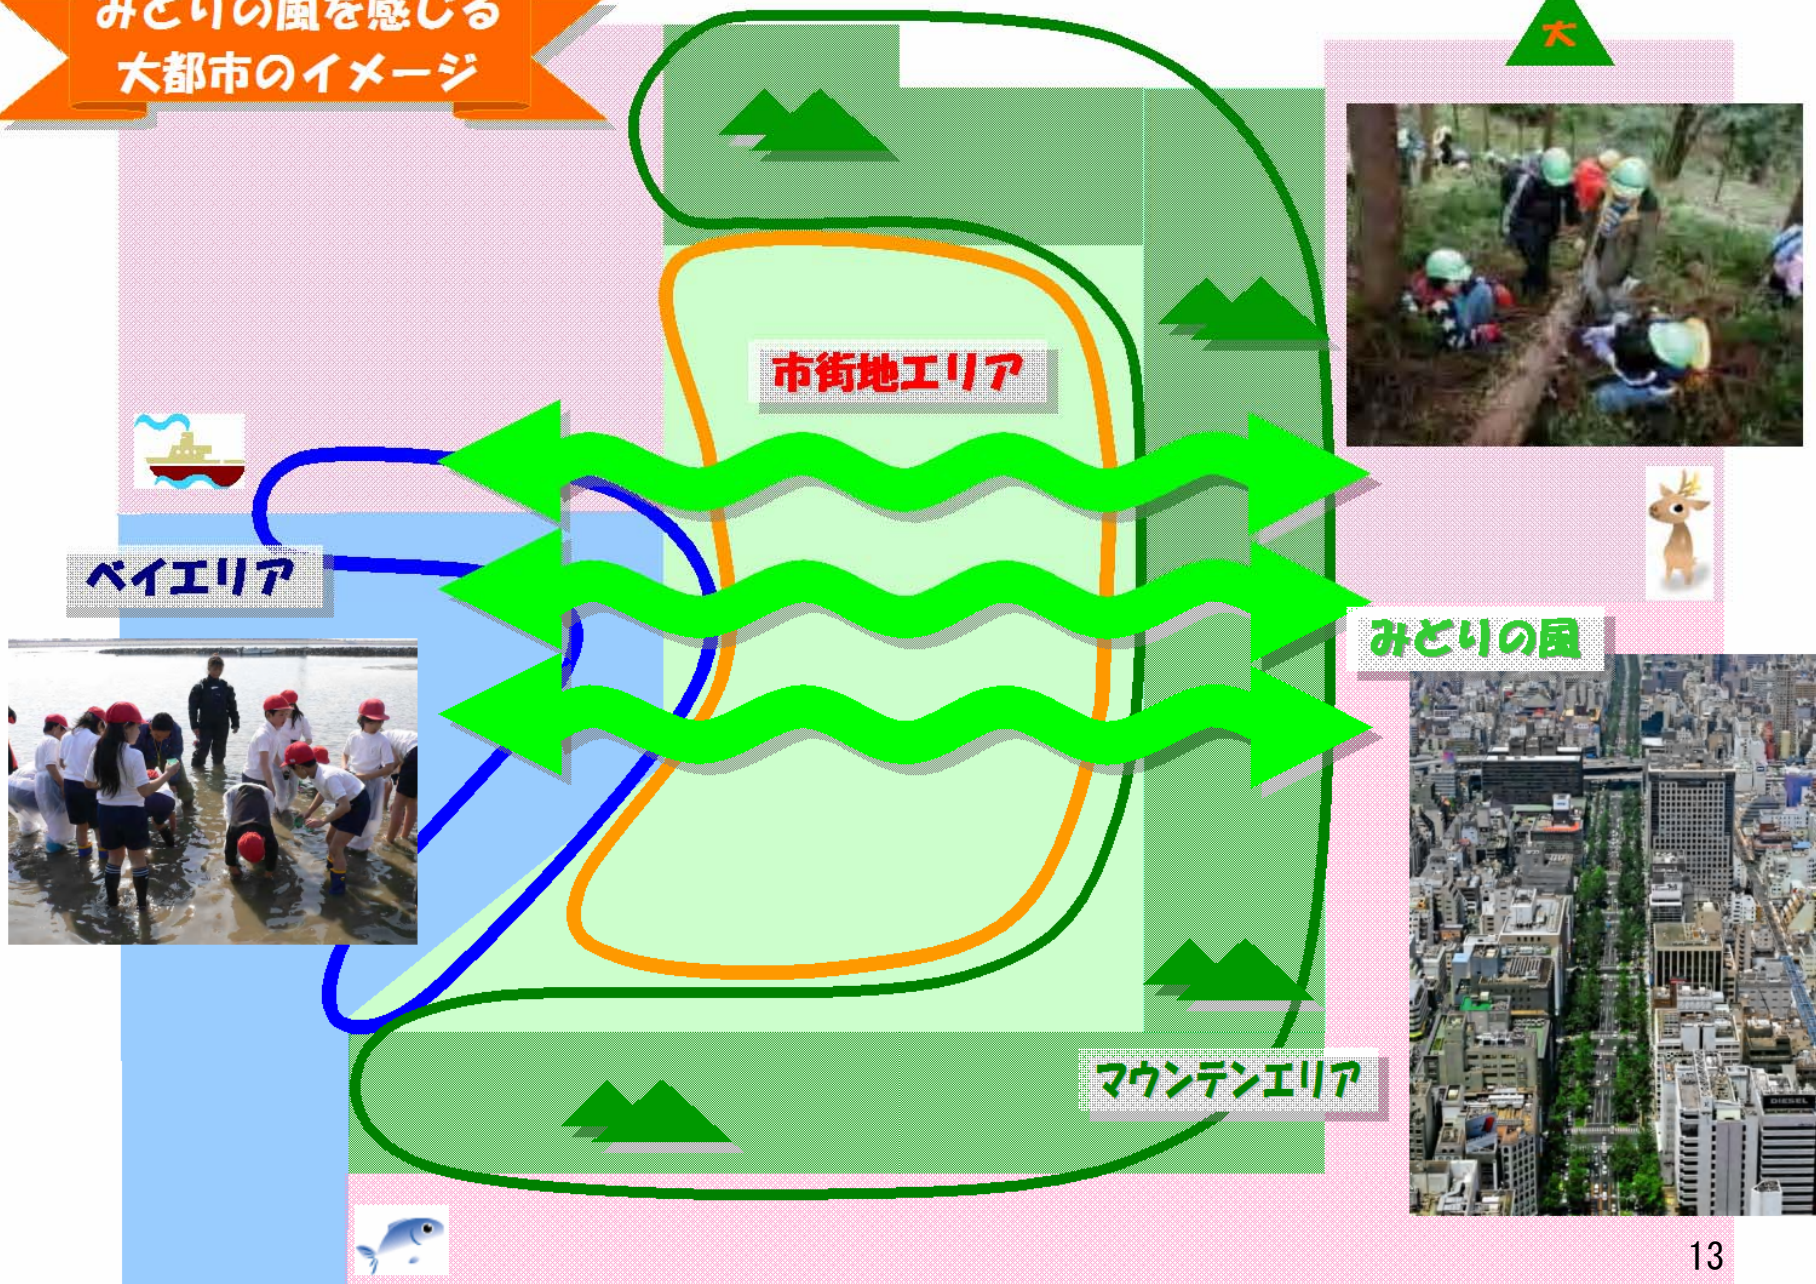 みどりの風を感じる
大都市のイメージ
大
市街地エリア
ベイエリア
みどりの風
マウンテンエリア
DIESEL
13